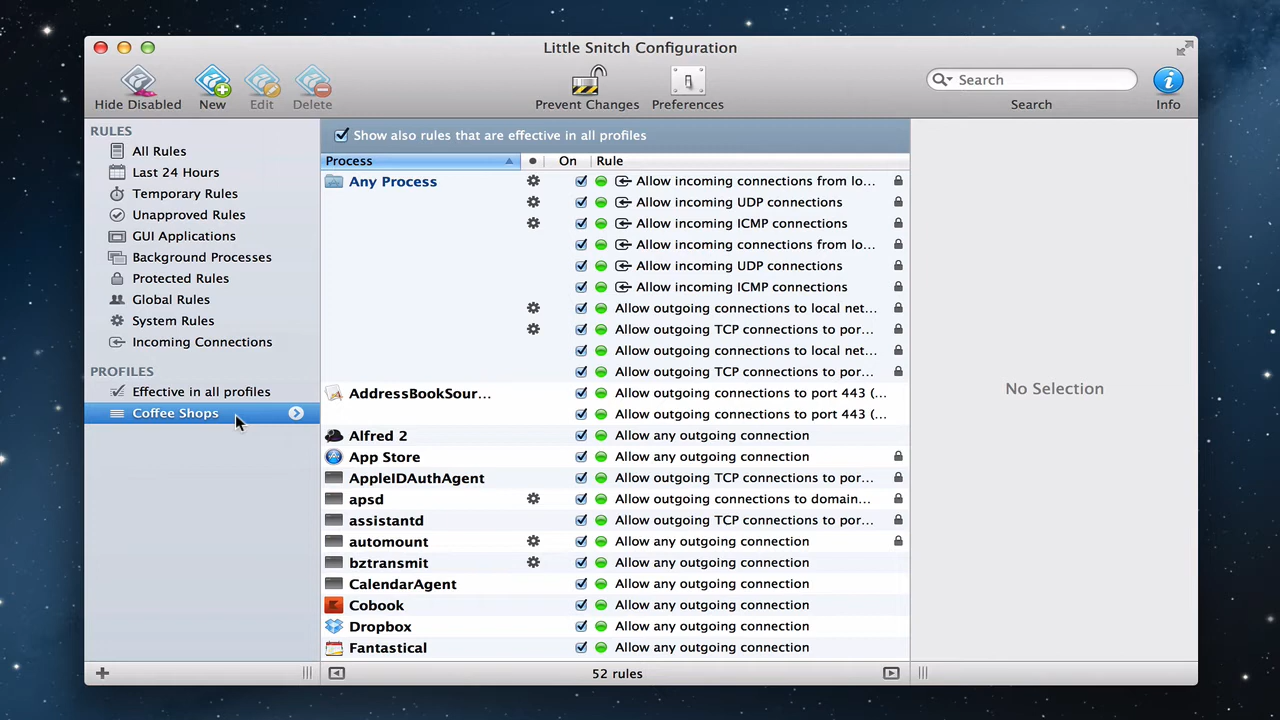 Little Snitch Configuration
Hide Disabled
New
Edit
Delete
Prevent Changes
Preferences
Search
Search
Info
RULES
All Rules
Last 24 Hours
Temporary Rules
Unapproved Rules
GUI Applications
Background Processes
Protected Rules
Global Rules
System Rules
Incoming Connections
PROFILES
Effective in all profiles
Coffee Shops
Show also rules that are effective in all profiles
Process On Rule
Any Process Allow incoming connections from lo...
Allow incoming UDP connections
Allow incoming ICMP connections
Allow incoming connections from lo...
Allow incoming UDP connections
Allow incoming ICMP connections
Allow outgoing connections to local net...
Allow outgoing TCP connections to por...
Allow outgoing connections to local net...
Allow outgoing TCP connections to por...
AddressBookSour... Allow outgoing connections to port 443 (...
Allow outgoing connections to port 443 (...
Alfred 2 Allow any outgoing connection
App Store Allow any outgoing connection
AppleIDAuthAgent Allow outgoing TCP connections to por...
apsd Allow outgoing connections to domain...
assistantd Allow outgoing TCP connections to por...
automount Allow any outgoing connection
bztransmit Allow any outgoing connection
CalendarAgent Allow any outgoing connection
Cobook Allow any outgoing connection
Dropbox Allow any outgoing connection
Fantastical Allow any outgoing connection
52 rules
No Selection